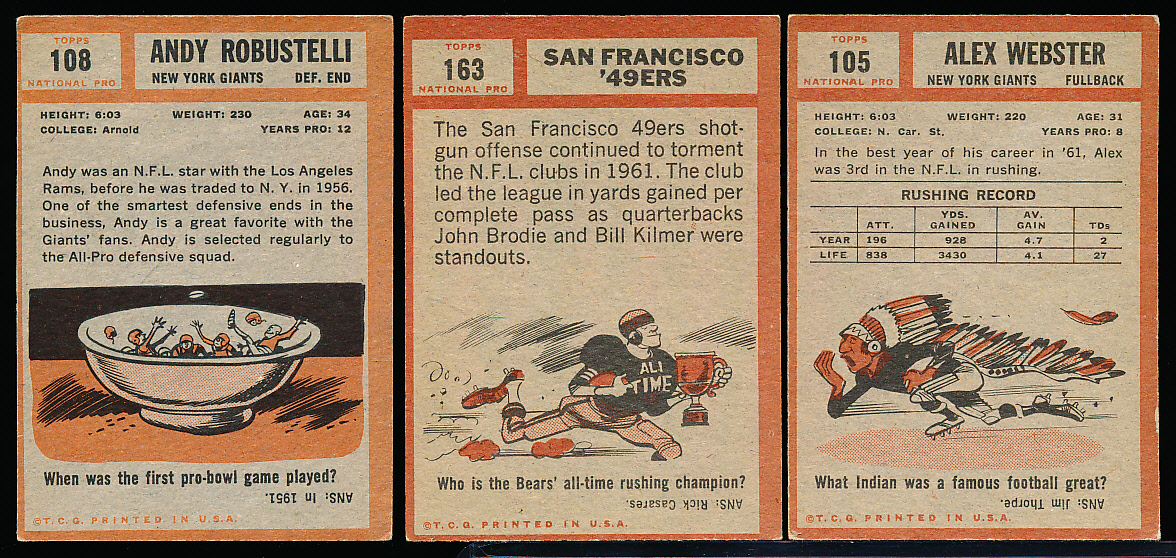 TOPPS
108
NATIONAL PRO
ANDY ROBUSTELLI
NEW YORK GIANTS DEF. END
HEIGHT: 6:03 WEIGHT: 230 AGE: 34
COLLEGE: Arnold YEARS PRO: 12
Andy was an N.F.L. star with the Los Angeles
Rams, before he was traded to N. Y. in 1956.
One of the smartest defensive ends in the
business, Andy is a great favorite with the
Giants' fans. Andy is selected regularly to
the All-Pro defensive squad.
When was the first pro-bowl game played?
ANS: In 1951.
©T.C.G. PRINTED IN U.S.A.
TOPPS
163
NATIONAL PRO
SAN FRANCISCO
'49ERS
The San Francisco 49ers shot-
gun offense continued to torment
the N.F.L. clubs in 1961. The club
led the league in yards gained per
complete pass as quarterbacks
John Brodie and Bill Kilmer were
standouts.
ALL
TIME
Who is the Bears' all-time rushing champion?
ANS: Rick Casares.
©T.C.G. PRINTED IN U.S.A.
TOPPS
105
NATIONAL PRO
ALEX WEBSTER
NEW YORK GIANTS FULLBACK
HEIGHT: 6:03 WEIGHT: 220 AGE: 31
COLLEGE: N. Car. St. YEARS PRO: 8
In the best year of his career in '61, Alex
was 3rd in the N.F.L. in rushing.
RUSHING RECORD
ATT. YDS. GAINED AV. GAIN TDs
YEAR 196 928 4.7 2
LIFE 838 3430 4.1 27
What Indian was a famous football great?
ANS: Jim Thorpe.
©T.C.G. PRINTED IN U.S.A.